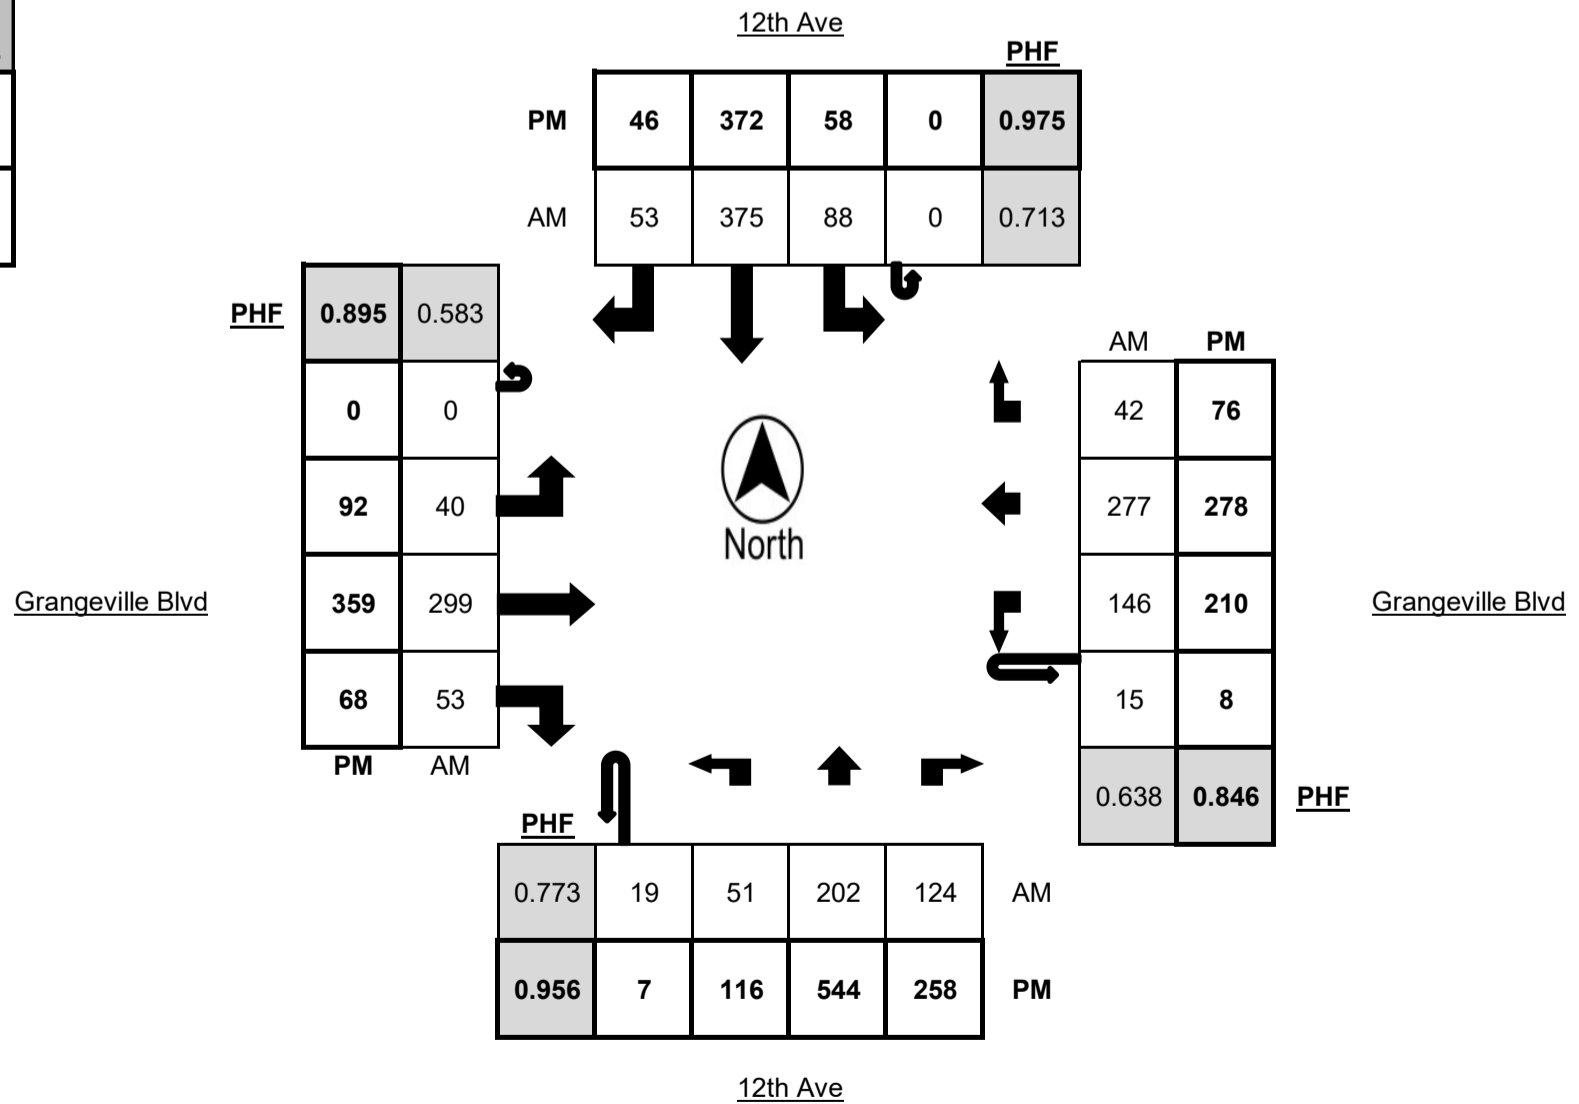 12th Ave
PHF
PM 46 372 58 0 0.975
AM 53 375 88 0 0.713
PHF 0.895 0.583
AM PM
0 0
42 76
92 40
277 278
North
Grangeville Blvd
359 299
146 210
Grangeville Blvd
68 53
15 8
PM AM
0.638 0.846 PHF
PHF
0.773 19 51 202 124 AM
0.956 7 116 544 258 PM
12th Ave